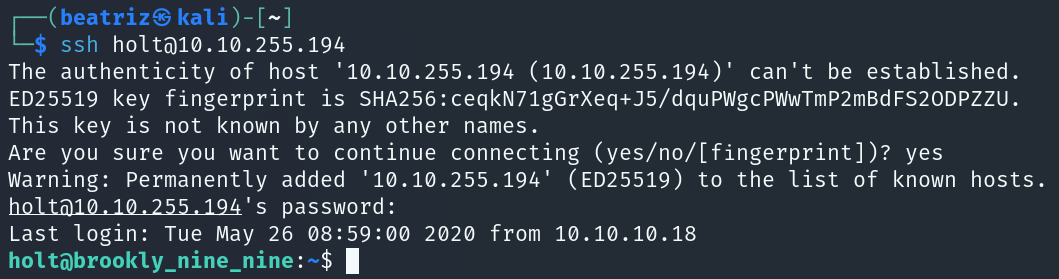 ┌──(beatriz㉿kali)-[~]
└─$ ssh holt@10.10.255.194
The authenticity of host '10.10.255.194 (10.10.255.194)' can't be established.
ED25519 key fingerprint is SHA256:ceqkN71gGrXeq+J5/dquPWgcPWwTmP2mBdFS2ODPZZU.
This key is not known by any other names.
Are you sure you want to continue connecting (yes/no/[fingerprint])? yes
Warning: Permanently added '10.10.255.194' (ED25519) to the list of known hosts.
holt@10.10.255.194's password:
Last login: Tue May 26 08:59:00 2020 from 10.10.10.18
holt@brookly_nine_nine:~$